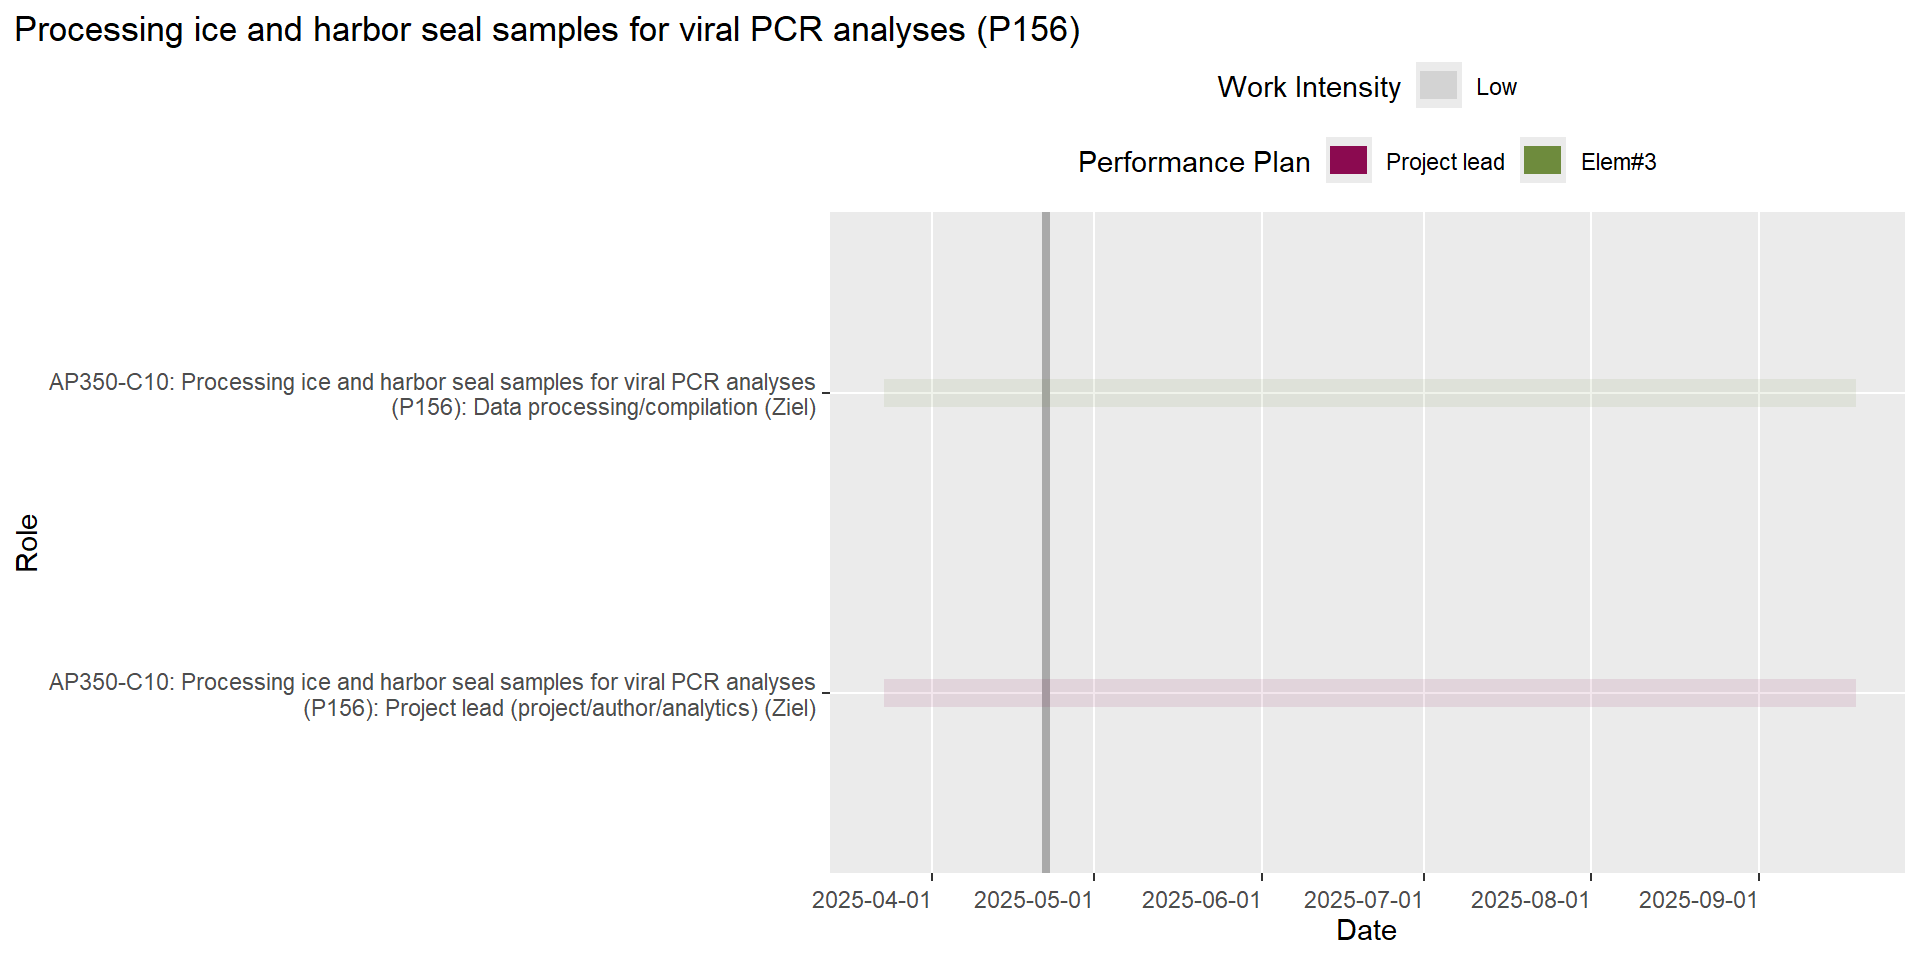 Processing ice and harbor seal samples for viral PCR analyses (P156)
Work Intensity Low
Performance Plan Project lead Elem#3
AP350-C10: Processing ice and harbor seal samples for viral PCR analyses
(P156): Data processing/compilation (Ziel)
Role
AP350-C10: Processing ice and harbor seal samples for viral PCR analyses
(P156): Project lead (project/author/analytics) (Ziel)
2025-04-01 2025-05-01 2025-06-01 2025-07-01 2025-08-01 2025-09-01
Date